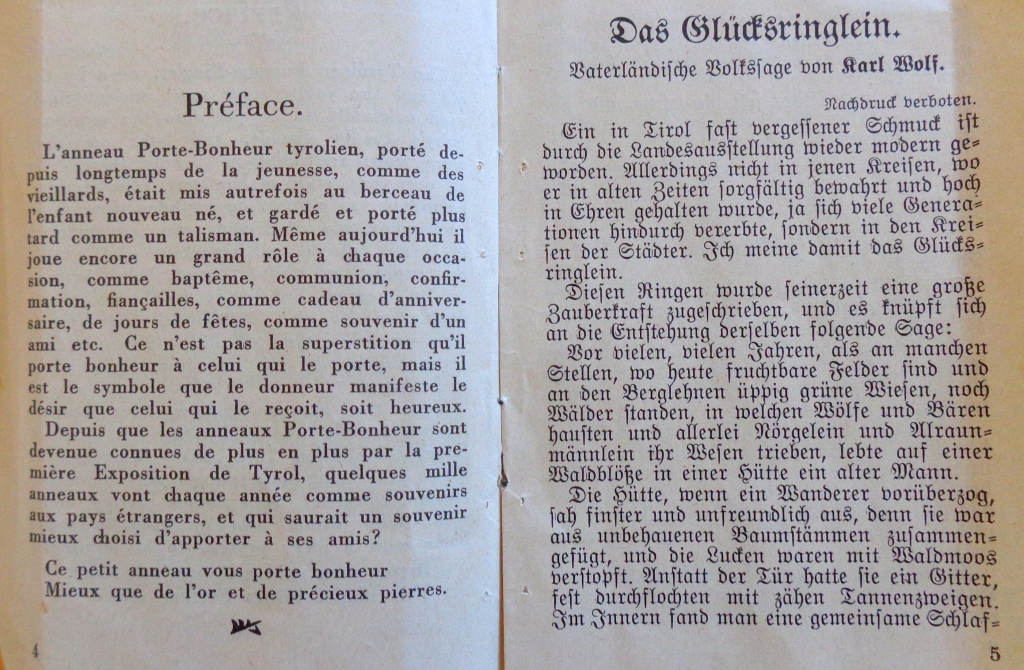 Préface.
L'anneau Porte-Bonheur tyrolien, porté de-
puis longtemps de la jeunesse, comme des
vieillards, était mis autrefois au berceau de
l'enfant nouveau né, et gardé et porté plus
tard comme un talisman. Même aujourd'hui il
joue encore un grand rôle à chaque occa-
sion, comme baptême, communion, confir-
mation, fiançailles, comme cadeau d'anniver-
saire, de jours de fêtes, comme souvenir d'un
ami etc. Ce n'est pas la superstition qu'il
porte bonheur à celui qui le porte, mais il
est le symbole que le donneur manifeste le
désir que celui qui le reçoit, soit heureux.
Depuis que les anneaux Porte-Bonheur sont
devenue connues de plus en plus par la pre-
mière Exposition de Tyrol, quelques mille
anneaux vont chaque année comme souvenirs
aux pays étrangers, et qui saurait un souvenir
mieux choisi d'apporter à ses amis?
Ce petit anneau vous porte bonheur
Mieux que de l'or et de précieux pierres.
4
Das Glücksringlein.
Vaterländische Volkssage von Karl Wolf.
Nachdruck verboten.
Ein in Tirol fast vergessener Schmuck ist
durch die Landesausstellung wieder modern ge-
worden. Allerdings nicht in jenen Kreisen, wo
er in alten Zeiten sorgfältig bewahrt und hoch
in Ehren gehalten wurde, ja sich viele Genera-
tionen hindurch vererbte, sondern in den Krei-
sen der Städter. Ich meine damit das Glücks-
ringlein.
Diesen Ringen wurde seinerzeit eine große
Zauberkraft zugeschrieben, und es knüpft sich
an die Entstehung derselben folgende Sage:
Vor vielen, vielen Jahren, als an manchen
Stellen, wo heute fruchtbare Felder sind und
an den Berglehnen üppig grüne Wiesen, noch
Wälder standen, in welchen Wölfe und Bären
hausten und allerlei Nörgelein und Alraun-
männlein ihr Wesen trieben, lebte auf einer
Waldblöße in einer Hütte ein alter Mann.
Die Hütte, wenn ein Wanderer vorüberzog,
sah finster und unfreundlich aus, denn sie war
aus unbehauenen Baumstämmen zusammen-
gefügt, und die Lucken waren mit Waldmoos
verstopft. Anstatt der Tür hatte sie ein Gitter,
fest durchflochten mit zähen Tannenzweigen.
Im Innern fand man eine gemeinsame Schlaf-
5